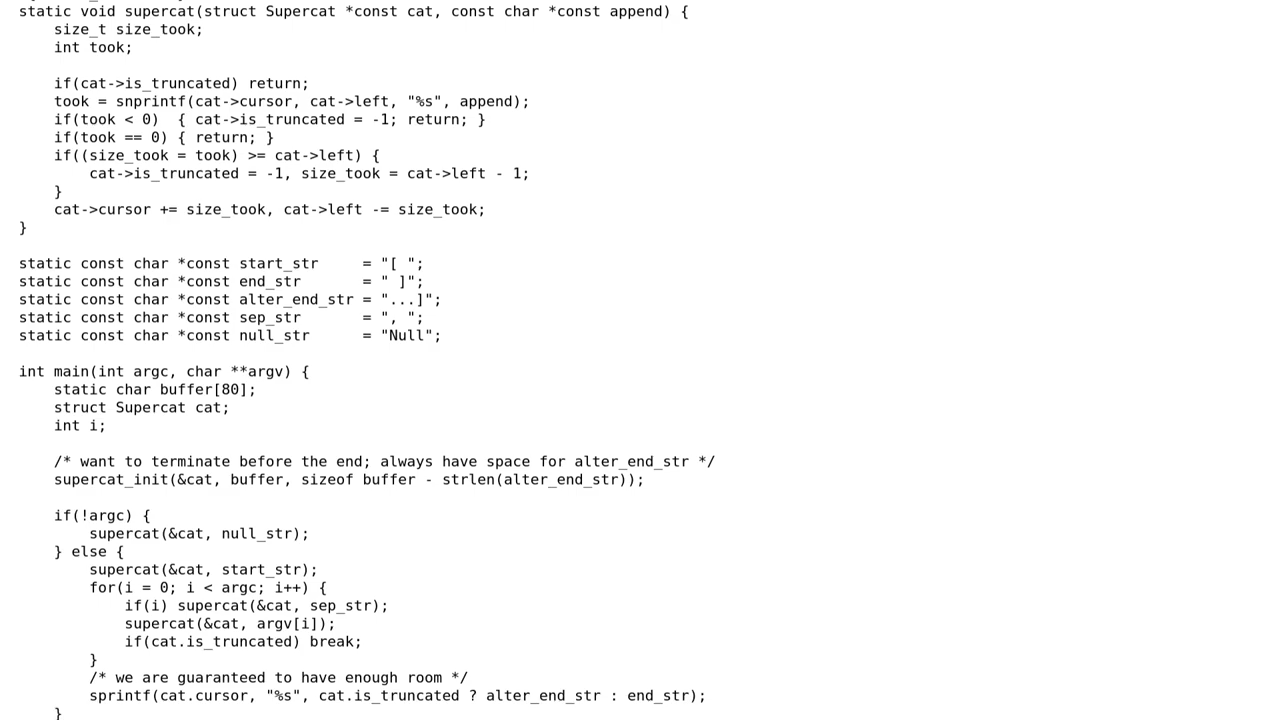 static void supercat(struct Supercat *const cat, const char *const append) {
    size_t size_took;
    int took;

    if(cat->is_truncated) return;
    took = snprintf(cat->cursor, cat->left, "%s", append);
    if(took < 0)  { cat->is_truncated = -1; return; }
    if(took == 0) { return; }
    if((size_took = took) >= cat->left) {
        cat->is_truncated = -1, size_took = cat->left - 1;
    }
    cat->cursor += size_took, cat->left -= size_took;
}

static const char *const start_str     = "[ ";
static const char *const end_str       = " ]";
static const char *const alter_end_str = "...]";
static const char *const sep_str       = ", ";
static const char *const null_str      = "Null";

int main(int argc, char **argv) {
    static char buffer[80];
    struct Supercat cat;
    int i;

    /* want to terminate before the end; always have space for alter_end_str */
    supercat_init(&cat, buffer, sizeof buffer - strlen(alter_end_str));

    if(!argc) {
        supercat(&cat, null_str);
    } else {
        supercat(&cat, start_str);
        for(i = 0; i < argc; i++) {
            if(i) supercat(&cat, sep_str);
            supercat(&cat, argv[i]);
            if(cat.is_truncated) break;
        }
        /* we are guaranteed to have enough room */
        sprintf(cat.cursor, "%s", cat.is_truncated ? alter_end_str : end_str);
    }